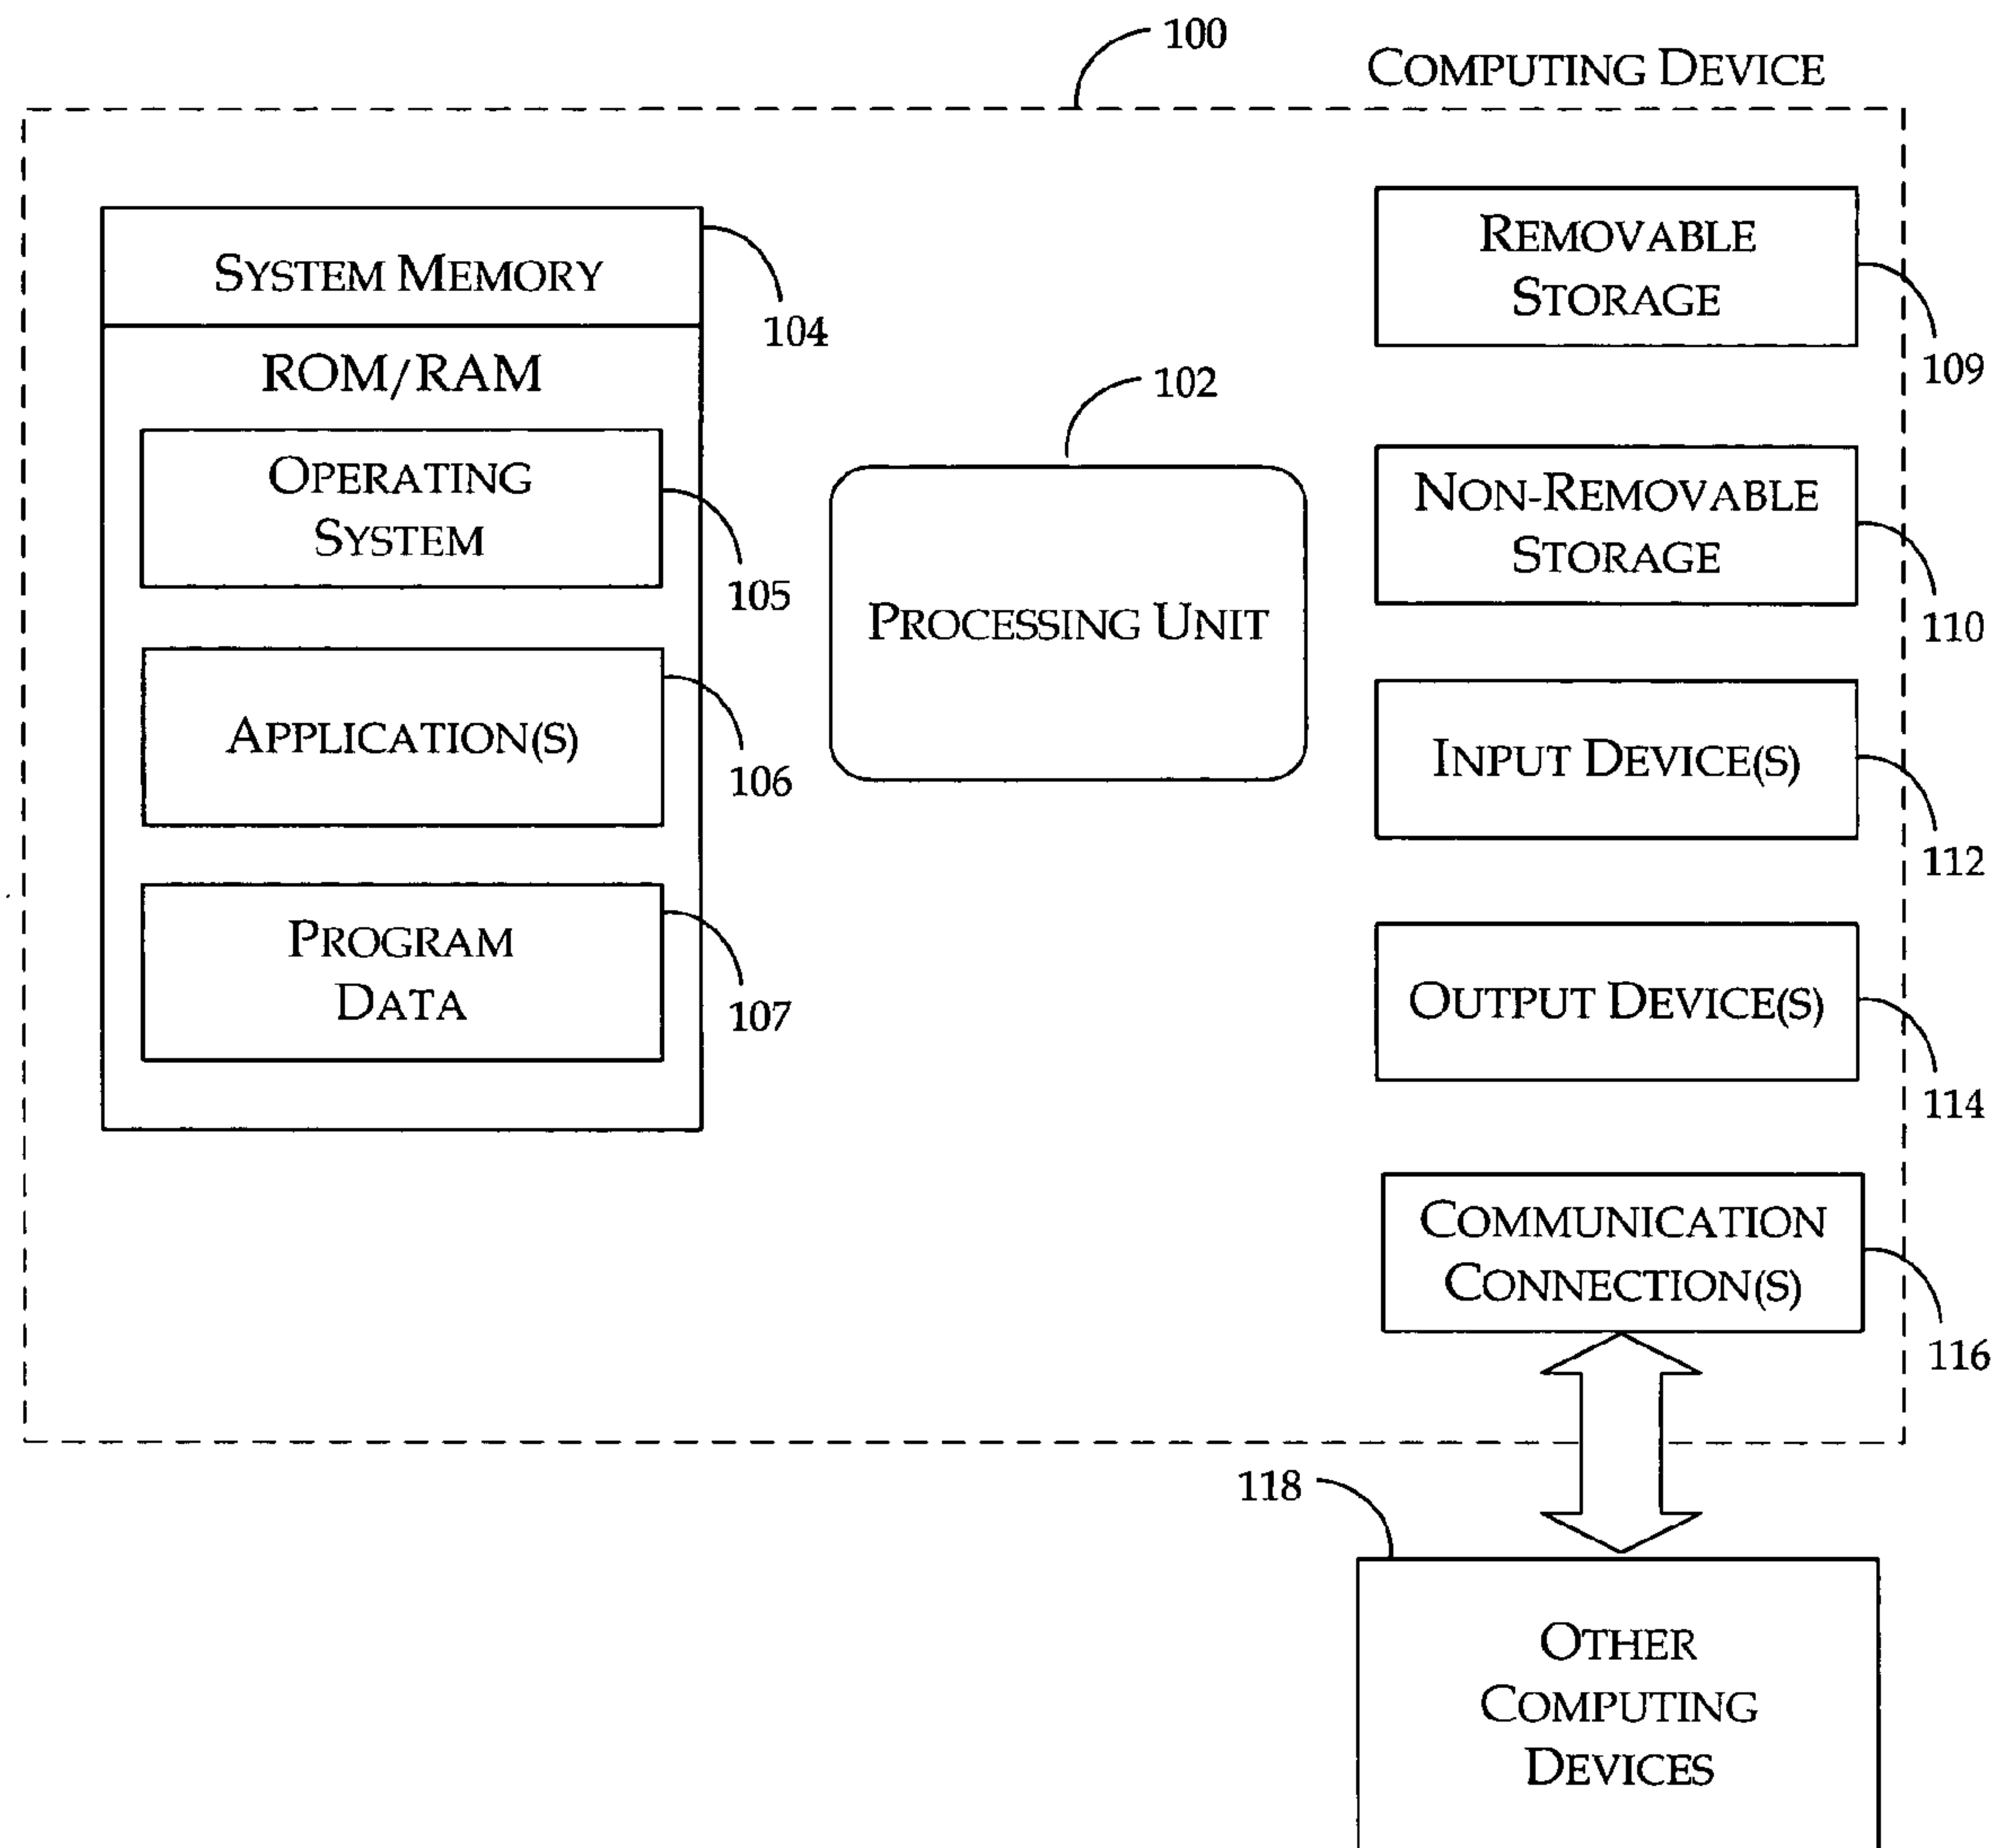 100
COMPUTING DEVICE
SYSTEM MEMORY
104
ROM/RAM
OPERATING
SYSTEM
105
APPLICATION(S)
106
PROGRAM
DATA
107
102
PROCESSING UNIT
REMOVABLE
STORAGE
109
NON-REMOVABLE
STORAGE
110
INPUT DEVICE(S)
112
OUTPUT DEVICE(S)
114
COMMUNICATION
CONNECTION(S)
116
118
OTHER
COMPUTING
DEVICES